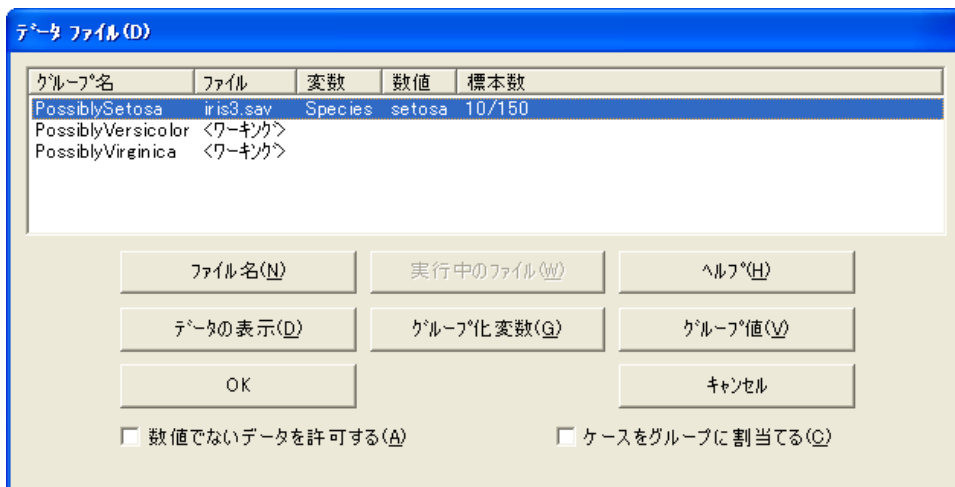 データ ファイル(D)
グループ名 ファイル 変数 数値 標本数
PossiblySetosa iris3.sav Species setosa 10/150
PossiblyVersicolor <ワーキング>
PossiblyVirginica <ワーキング>
ファイル名(N) 実行中のファイル(W) ヘルプ(H)
データの表示(D) グループ化変数(G) グループ値(V)
OK キャンセル
数値でないデータを許可する(A) ケースをグループに割当てる(C)